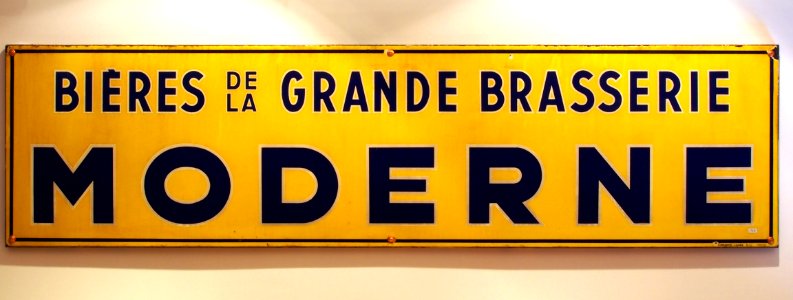 BIÈRES DE LA GRANDE BRASSERIE
MODERNE